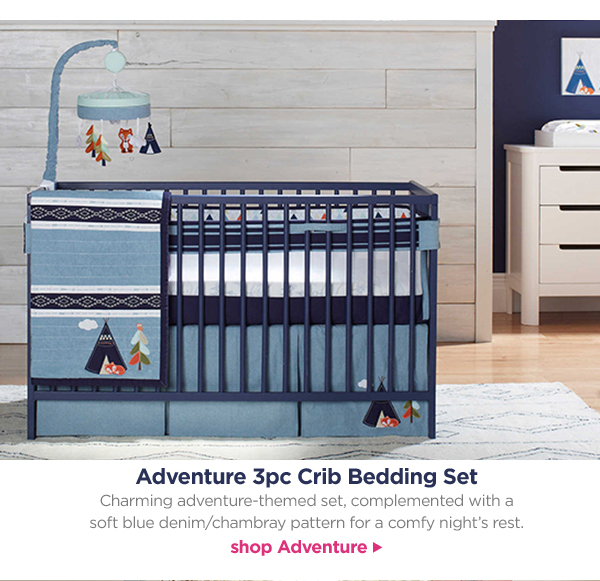 Adventure 3pc Crib Bedding Set
Charming adventure-themed set, complemented with a
soft blue denim/chambray pattern for a comfy night's rest.
shop Adventure ▸